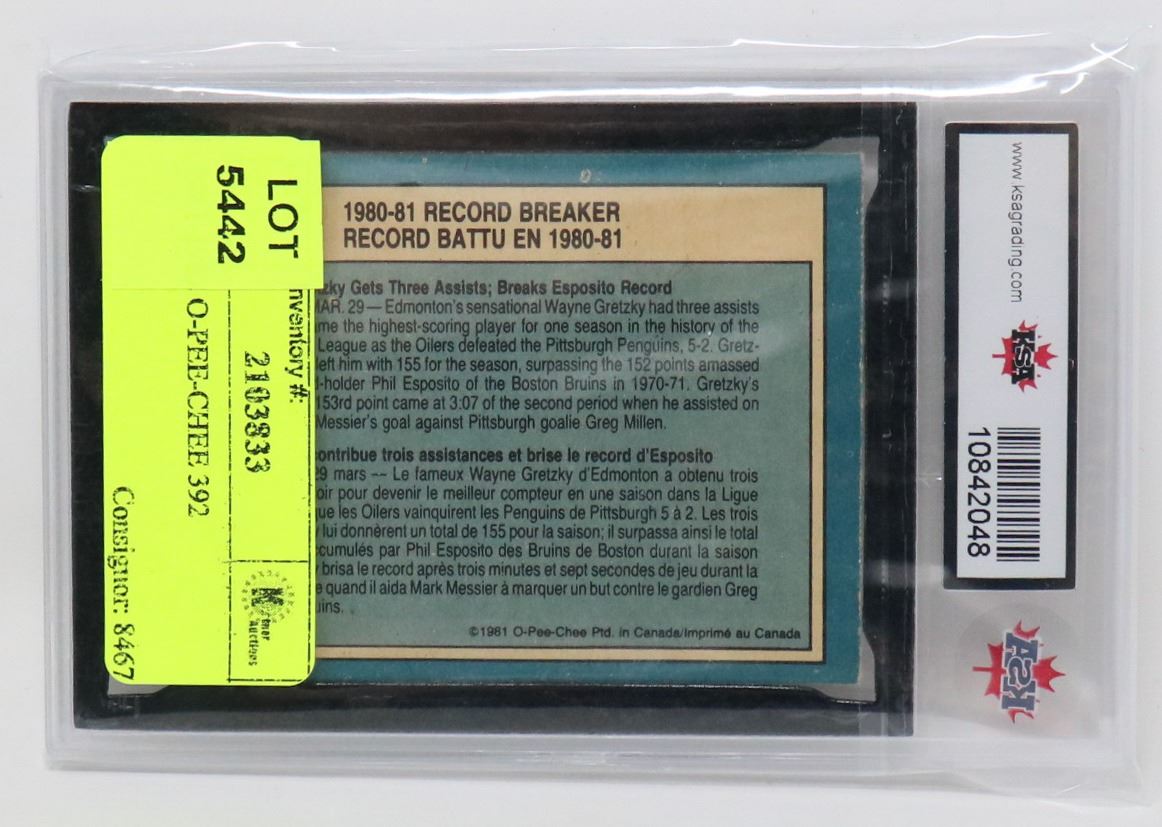 LOT
5442
nventory #:
2103833
O-PEE-CHEE 392
Consignor: 8467
Auctions
1980-81 RECORD BREAKER
RECORD BATTU EN 1980-81
zky Gets Three Assists; Breaks Esposito Record
AR. 29 — Edmonton's sensational Wayne Gretzky had three assists
me the highest-scoring player for one season in the history of the
League as the Oilers defeated the Pittsburgh Penguins, 5-2. Gretz-
eft him with 155 for the season, surpassing the 152 points amassed
-holder Phil Esposito of the Boston Bruins in 1970-71. Gretzky's
153rd point came at 3:07 of the second period when he assisted on
Messier's goal against Pittsburgh goalie Greg Millen.
ontribue trois assistances et brise le record d'Esposito
29 mars -- Le fameux Wayne Gretzky d'Edmonton a obtenu trois
oir pour devenir le meilleur compteur en une saison dans la Ligue
ue les Oilers vainquirent les Penguins de Pittsburgh 5 à 2. Les trois
lui donnèrent un total de 155 pour la saison; il surpassa ainsi le total
ccumulés par Phil Esposito des Bruins de Boston durant la saison
brisa le record après trois minutes et sept secondes de jeu durant la
e quand il aida Mark Messier à marquer un but contre le gardien Greg
uins.
©1981 O-Pee-Chee Ptd. in Canada/Imprimé au Canada
www.ksagrading.com
KSA
10842048
KSA